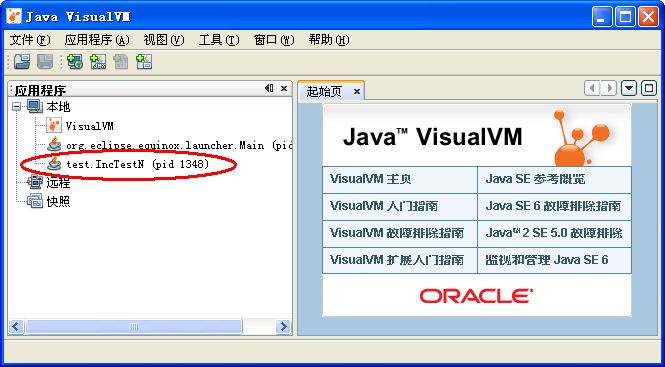 Java VisualVM
文件(F) 应用程序(A) 视图(V) 工具(T) 窗口(W) 帮助(H)
应用程序
起始页
本地
VisualVM
org.eclipse.equinox.launcher.Main (pid
test.IncTestN (pid 1348)
远程
快照
Java™ VisualVM
VisualVM 主页 Java SE 参考概览
VisualVM 入门指南 Java SE 6 故障排除指南
VisualVM 故障排除指南 Java™ 2 SE 5.0 故障排除
VisualVM 扩展入门指南 监视和管理 Java SE 6
ORACLE